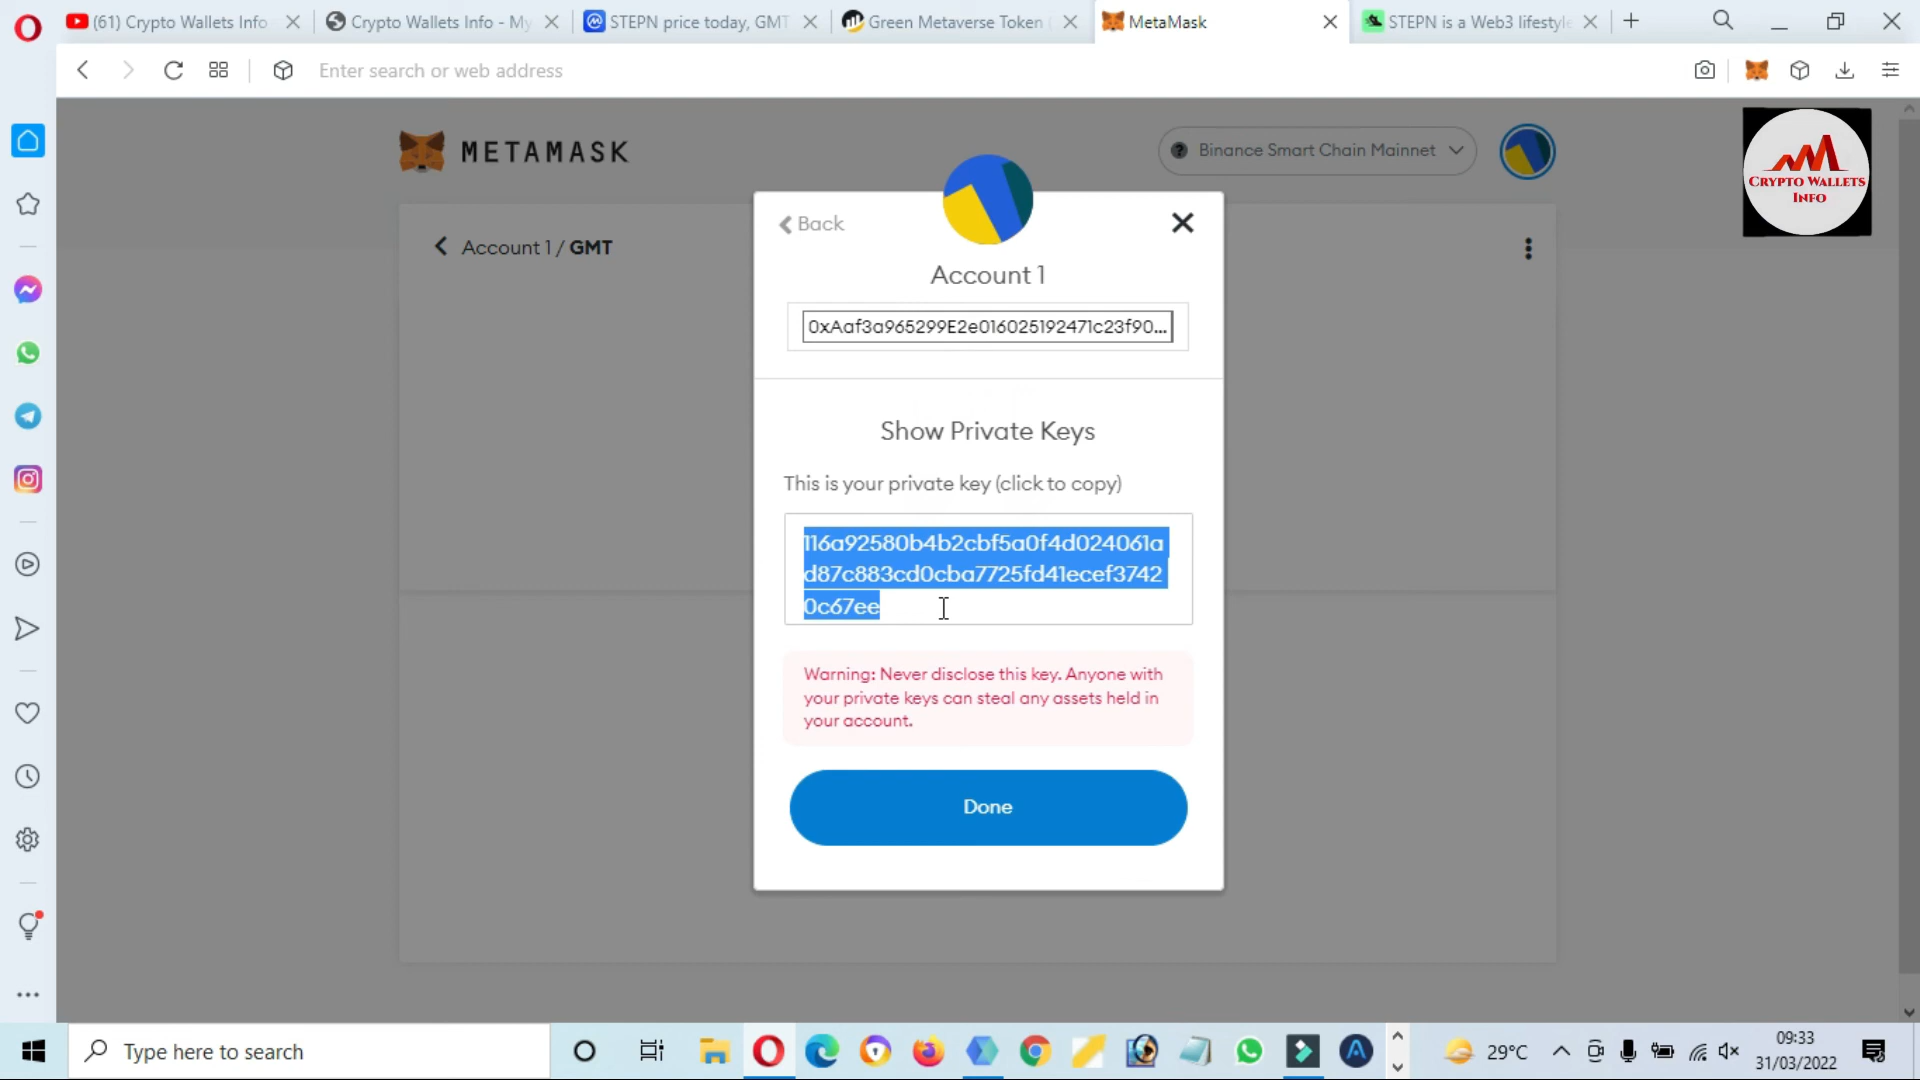 (61) Crypto Wallets Info
Crypto Wallets Info - My
STEPN price today, GMT
Green Metaverse Token (
MetaMask
STEPN is a Web3 lifestyle
Enter search or web address
METAMASK
Binance Smart Chain Mainnet
CRYPTO WALLETS
INFO
Back
Account 1 / GMT
Account 1
0xAaf3a965299E2e016025192471c23f90...
Show Private Keys
This is your private key (click to copy)
116a92580b4b2cbf5a0f4d024061a
d87c883cd0cba7725fd41ecef3742
0c67ee
Warning: Never disclose this key. Anyone with
your private keys can steal any assets held in
your account.
Done
Type here to search
29°C
09:33
31/03/2022